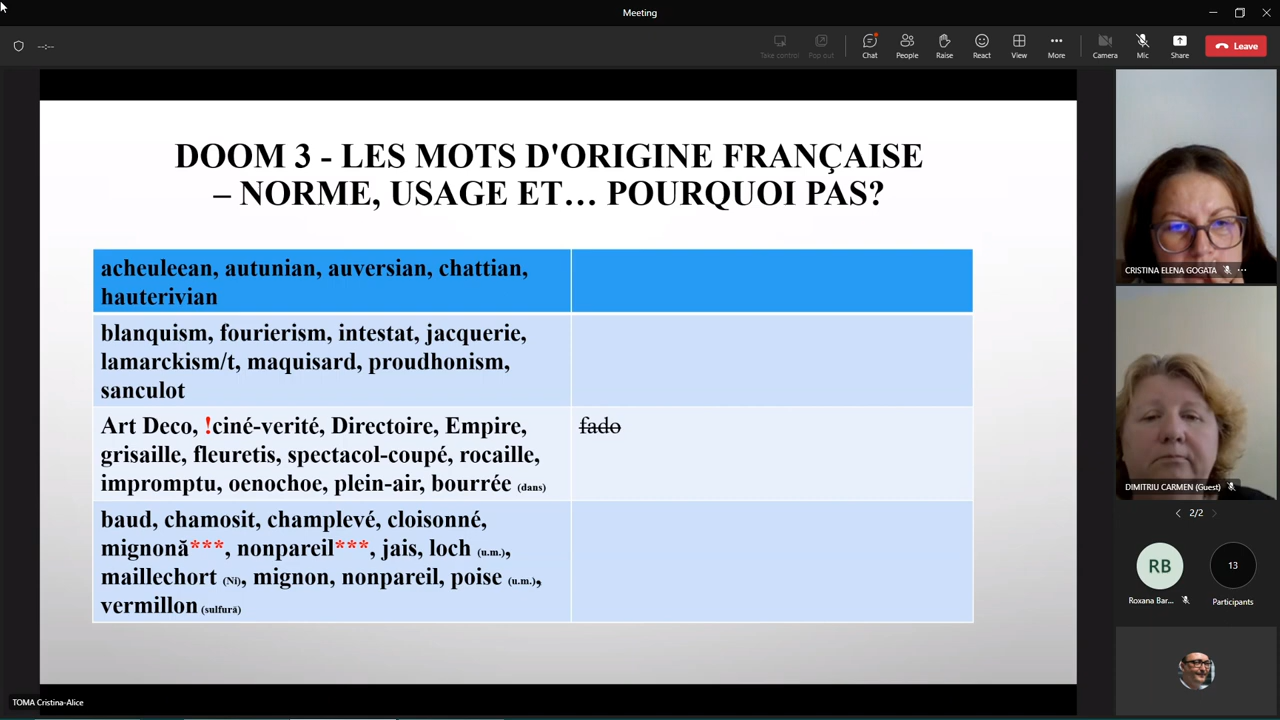 Meeting
--:--
Take control
Pop out
Chat
People
Raise
React
View
More
Camera
Mic
Share
Leave
DOOM 3 - LES MOTS D'ORIGINE FRANÇAISE
– NORME, USAGE ET… POURQUOI PAS?
acheuleean, autunian, auversian, chattian,
hauterivian
blanquism, fourierism, intestat, jacquerie,
lamarckism/t, maquisard, proudhonism,
sanculot
Art Deco, !ciné-verité, Directoire, Empire,
grisaille, fleuretis, spectacol-coupé, rocaille,
impromptu, oenochoe, plein-air, bourrée (dans)
fado
baud, chamosit, champlevé, cloisonné,
mignonă***, nonpareil***, jais, loch (u.m.),
maillechort (Ni), mignon, nonpareil, poise (u.m.),
vermillon (sulfură)
CRISTINA ELENA GOGATA
DIMITRIU CARMEN (Guest)
2/2
RB
13
Roxana Bar...
Participants
TOMA Cristina-Alice